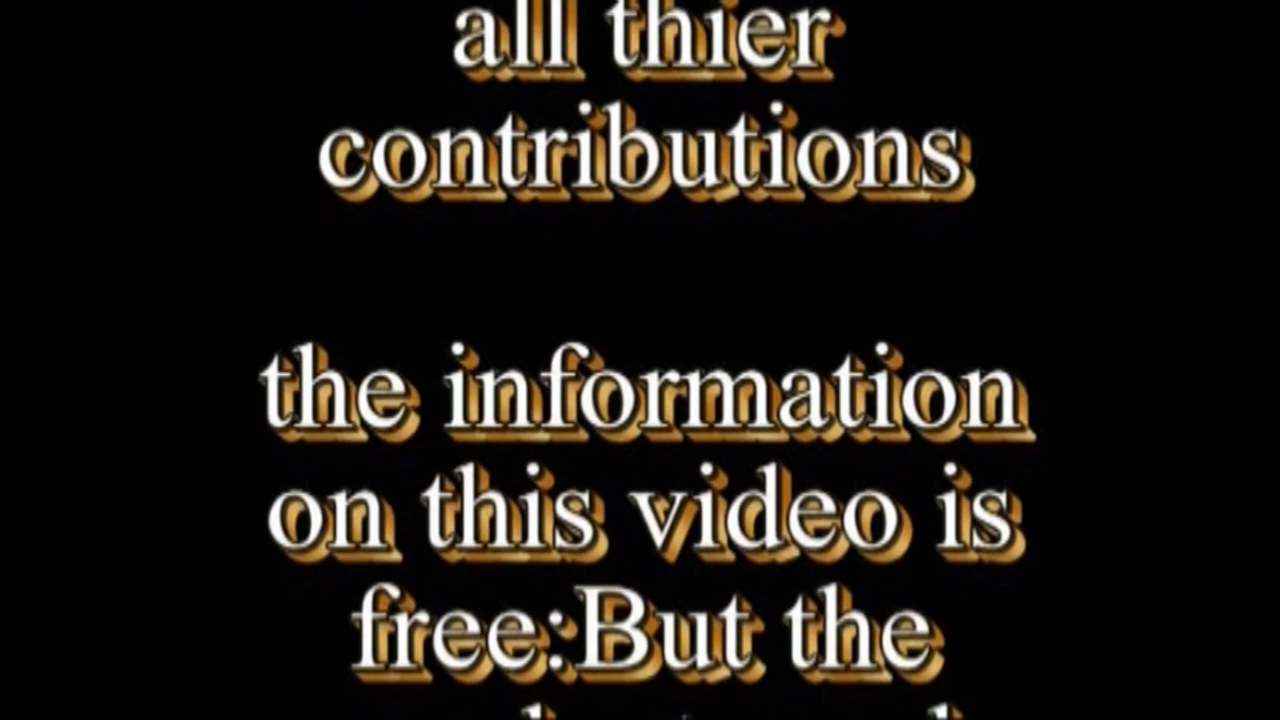 all thier
contributions
the information
on this video is
free:But the